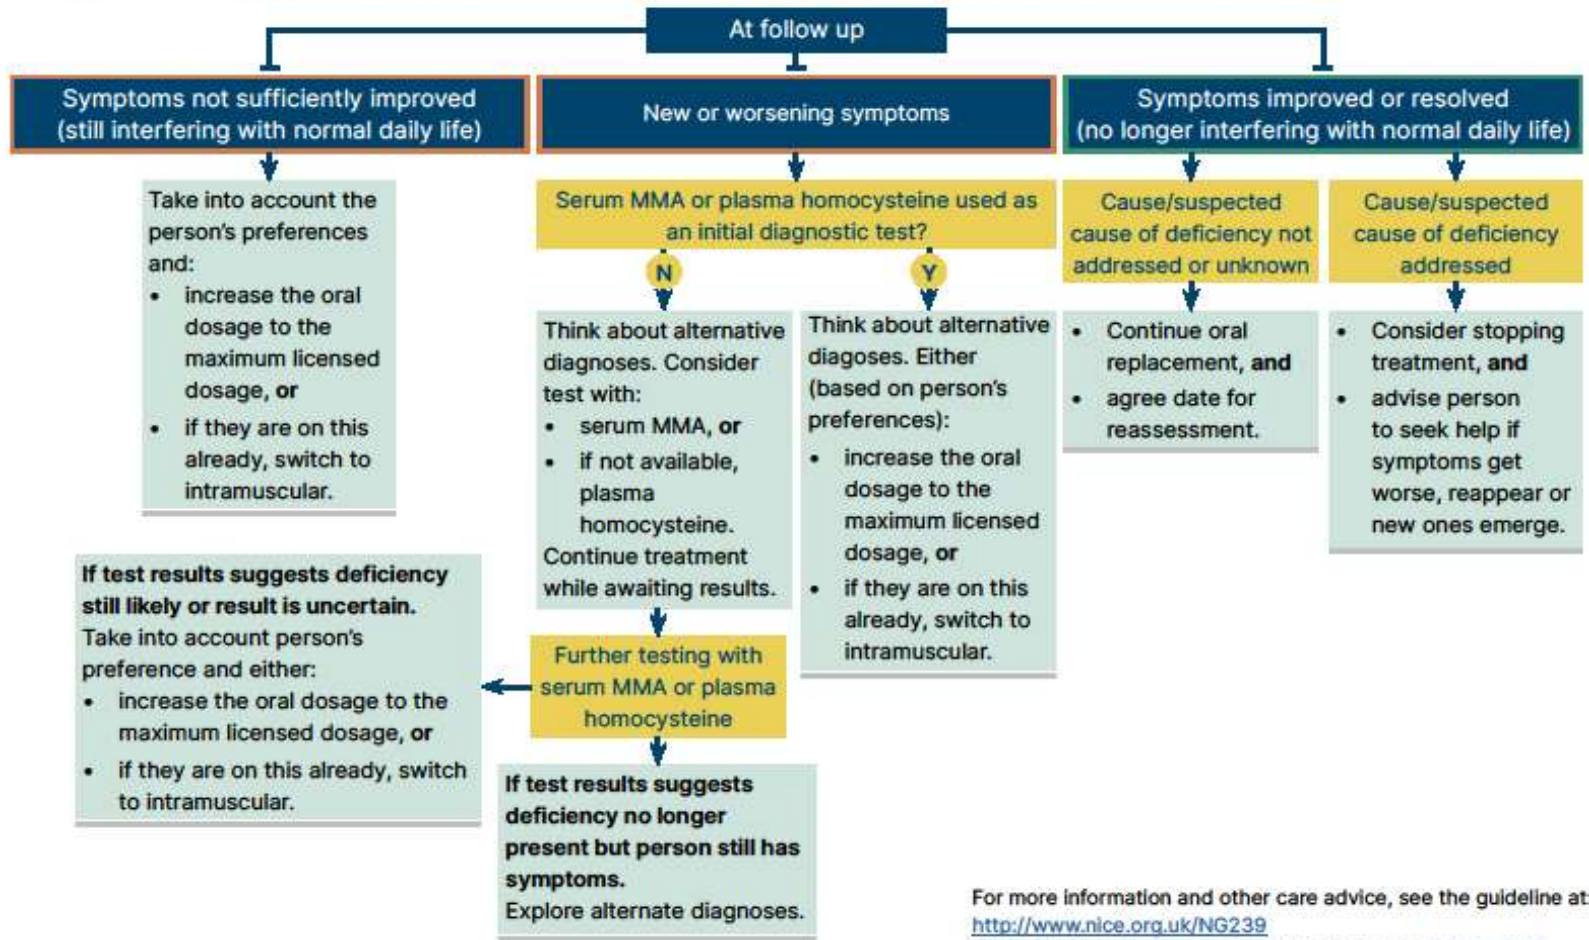 At follow up
Symptoms not sufficiently improved
(still interfering with normal daily life)
Take into account the
person's preferences
and:
• increase the oral
dosage to the
maximum licensed
dosage, or
• if they are on this
already, switch to
intramuscular.
New or worsening symptoms
Serum MMA or plasma homocysteine used as
an initial diagnostic test?
N
Think about alternative
diagnoses. Consider
test with:
• serum MMA, or
• if not available,
plasma
homocysteine.
Continue treatment
while awaiting results.
Further testing with
serum MMA or plasma
homocysteine
If test results suggests deficiency
still likely or result is uncertain.
Take into account person's
preference and either:
• increase the oral dosage to the
maximum licensed dosage, or
• if they are on this already, switch
to intramuscular.
If test results suggests
deficiency no longer
present but person still has
symptoms.
Explore alternate diagnoses.
Y
Think about alternative
diagoses. Either
(based on person's
preferences):
• increase the oral
dosage to the
maximum licensed
dosage, or
• if they are on this
already, switch to
intramuscular.
Symptoms improved or resolved
(no longer interfering with normal daily life)
Cause/suspected
cause of deficiency not
addressed or unknown
• Continue oral
replacement, and
• agree date for
reassessment.
Cause/suspected
cause of deficiency
addressed
• Consider stopping
treatment, and
• advise person
to seek help if
symptoms get
worse, reappear or
new ones emerge.
For more information and other care advice, see the guideline at:
http://www.nice.org.uk/NG239